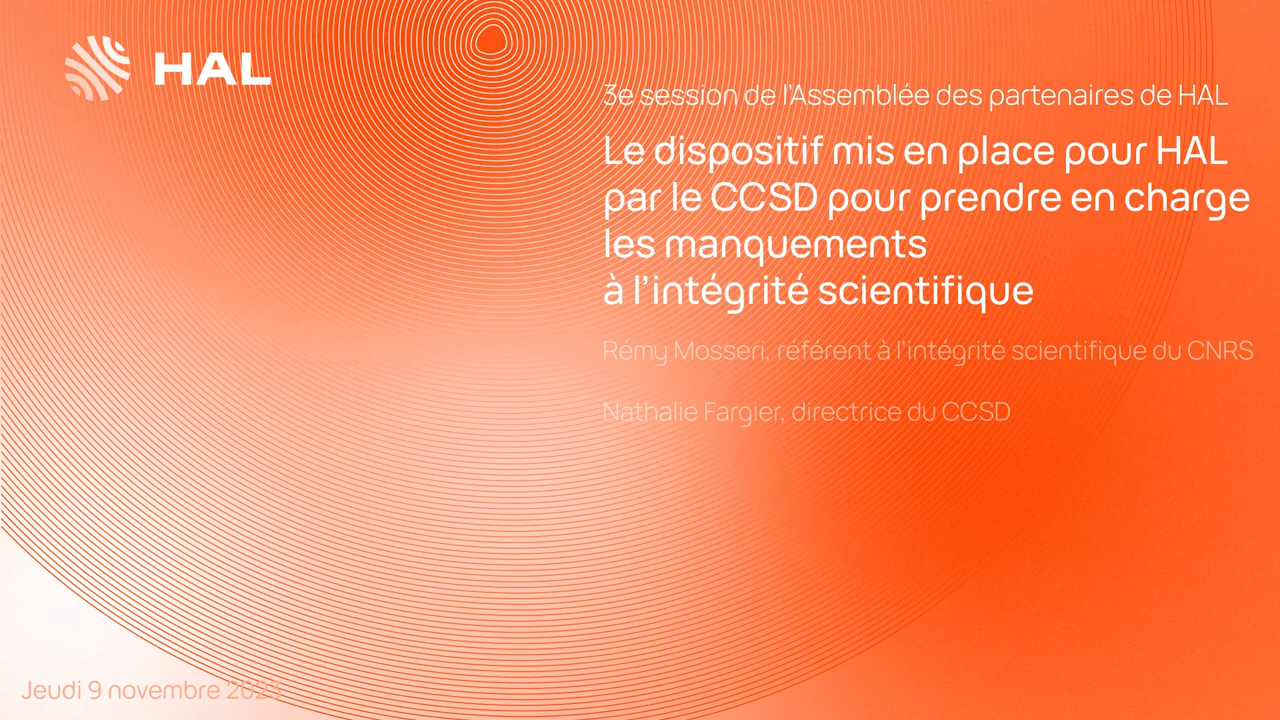 HAL
3e session de l'Assemblée des partenaires de HAL
Le dispositif mis en place pour HAL
par le CCSD pour prendre en charge
les manquements
à l’intégrité scientifique
Rémy Mosseri, référent à l'intégrité scientifique du CNRS
Nathalie Fargier, directrice du CCSD
Jeudi 9 novembre 2023